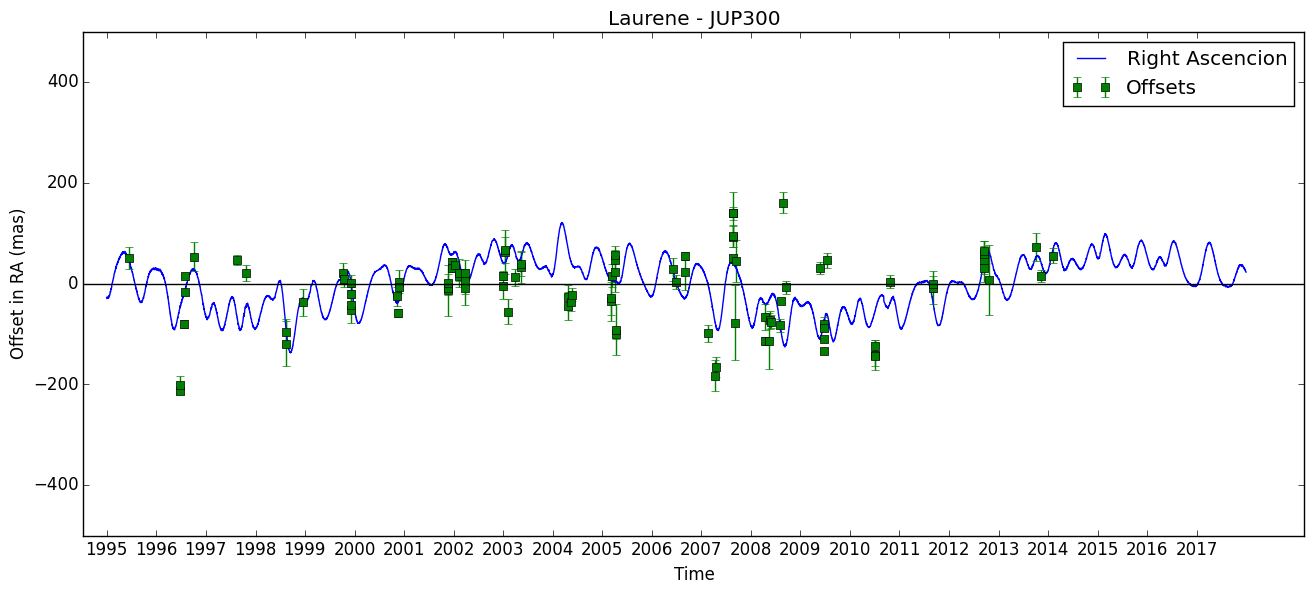 Laurene - JUP300
Right Ascencion
Offsets
Offset in RA (mas)
400
200
0
−200
−400
1995 1996 1997 1998 1999 2000 2001 2002 2003 2004 2005 2006 2007 2008 2009 2010 2011 2012 2013 2014 2015 2016 2017
Time